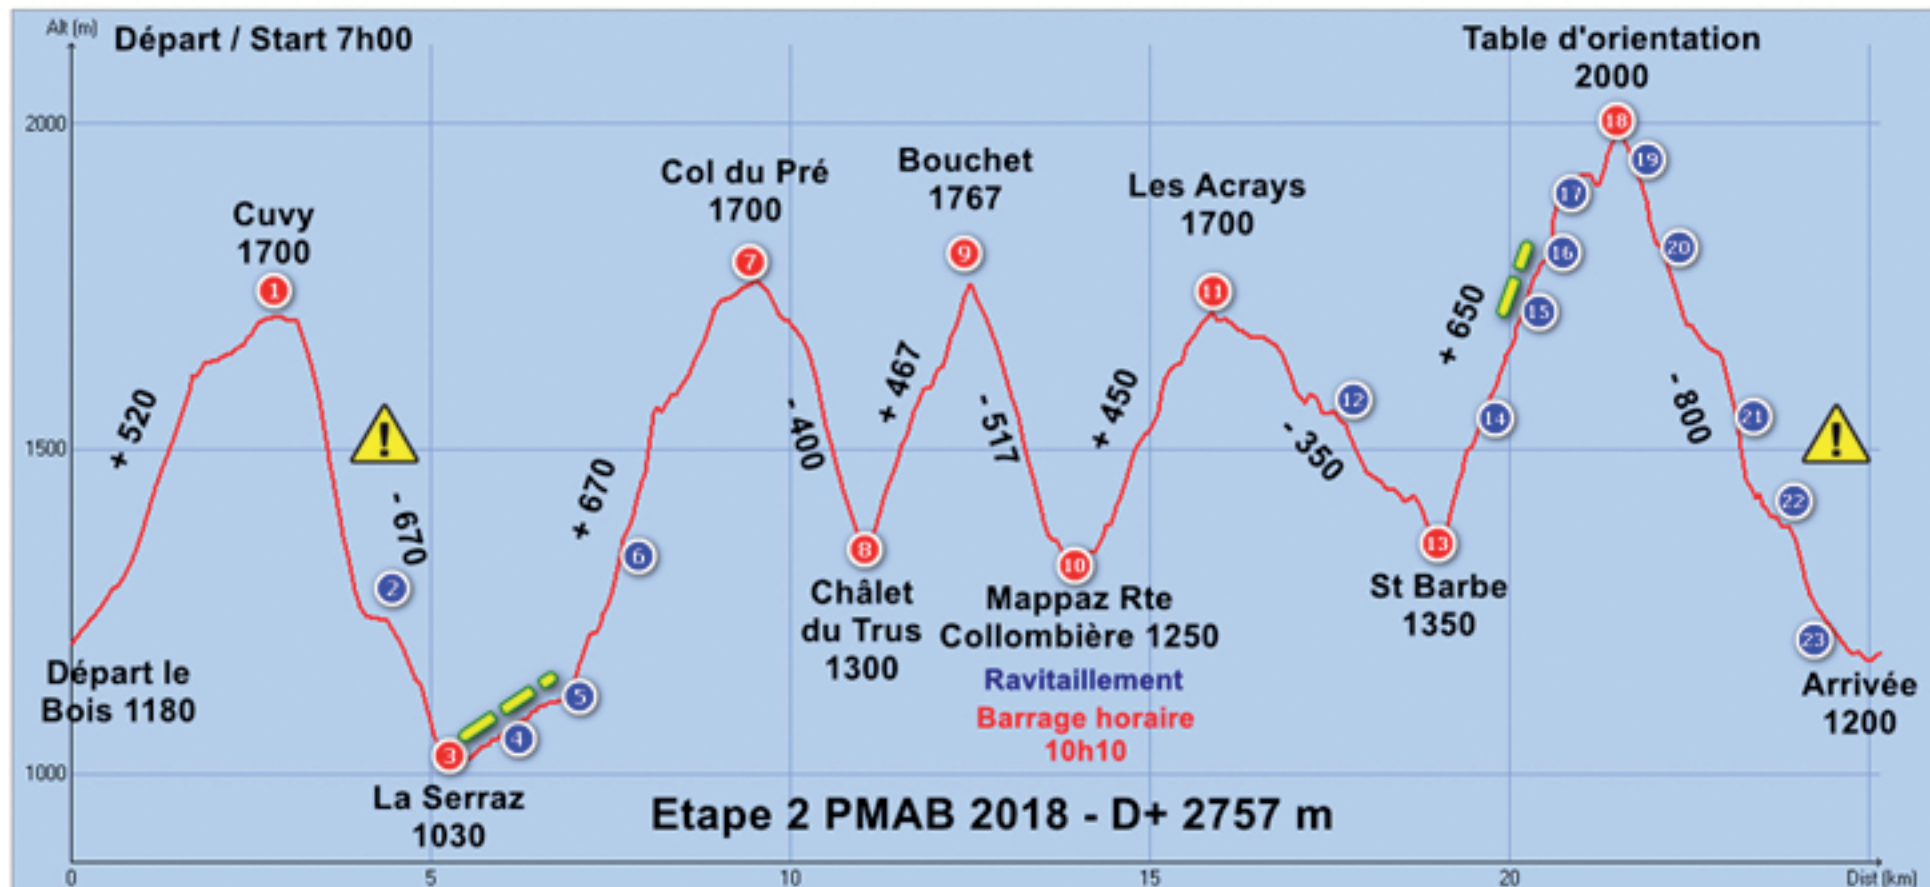 Alt (m)
Départ / Start 7h00
Table d'orientation
2000
2000
Cuvy
1700
Col du Pré
1700
Bouchet
1767
Les Acrays
1700
1
7
9
11
18
19
17
16
20
15
+ 520
- 670
+ 670
- 400
+ 467
- 517
+ 450
- 350
+ 650
- 800
!
!
12
14
21
1500
2
6
8
10
13
22
Départ le
Bois 1180
Châlet
du Trus
1300
Mappaz Rte
Collombière 1250
Ravitaillement
Barrage horaire
10h10
St Barbe
1350
23
Arrivée
1200
5
4
3
1000
La Serraz
1030
Etape 2 PMAB 2018 - D+ 2757 m
0
5
10
15
20
Dist (km)